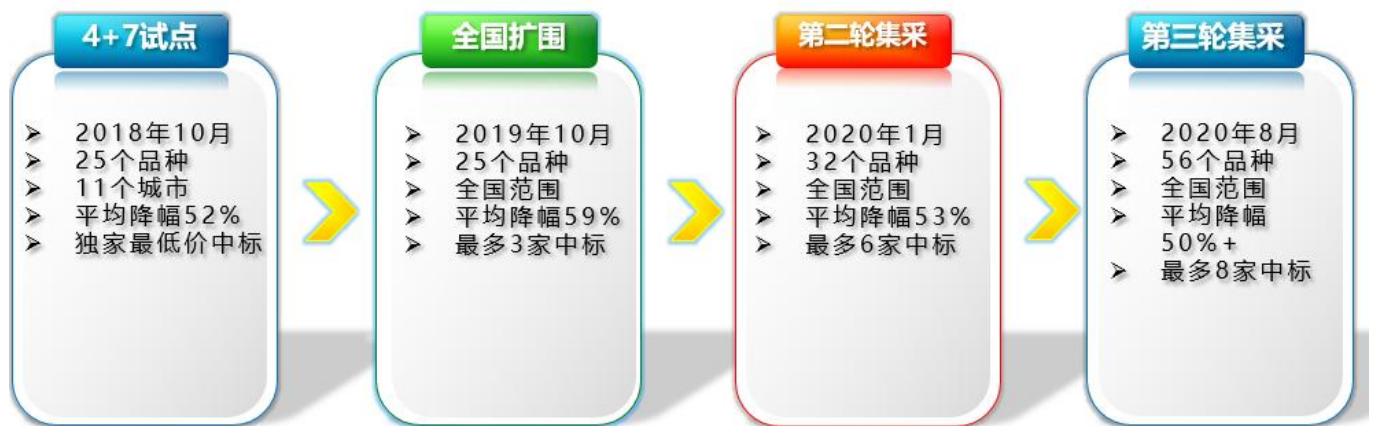 4+7试点
2018年10月
25个品种
11个城市
平均降幅52%
独家最低价中标
全国扩围
2019年10月
25个品种
全国范围
平均降幅59%
最多3家中标
第二轮集采
2020年1月
32个品种
全国范围
平均降幅53%
最多6家中标
第三轮集采
2020年8月
56个品种
全国范围
平均降幅
50%+
最多8家中标